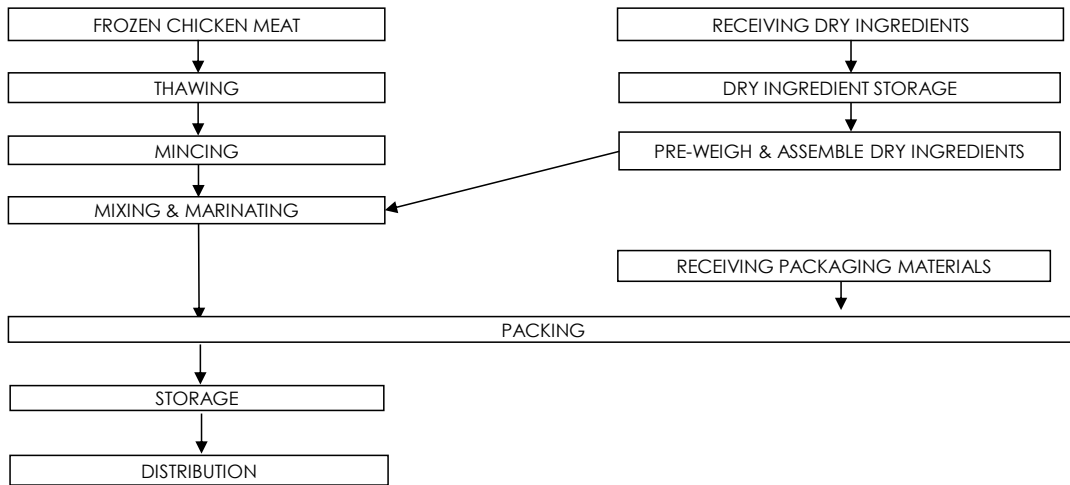 FROZEN CHICKEN MEAT
RECEIVING DRY INGREDIENTS
THAWING
DRY INGREDIENT STORAGE
MINCING
PRE-WEIGH & ASSEMBLE DRY INGREDIENTS
MIXING & MARINATING
RECEIVING PACKAGING MATERIALS
PACKING
STORAGE
DISTRIBUTION